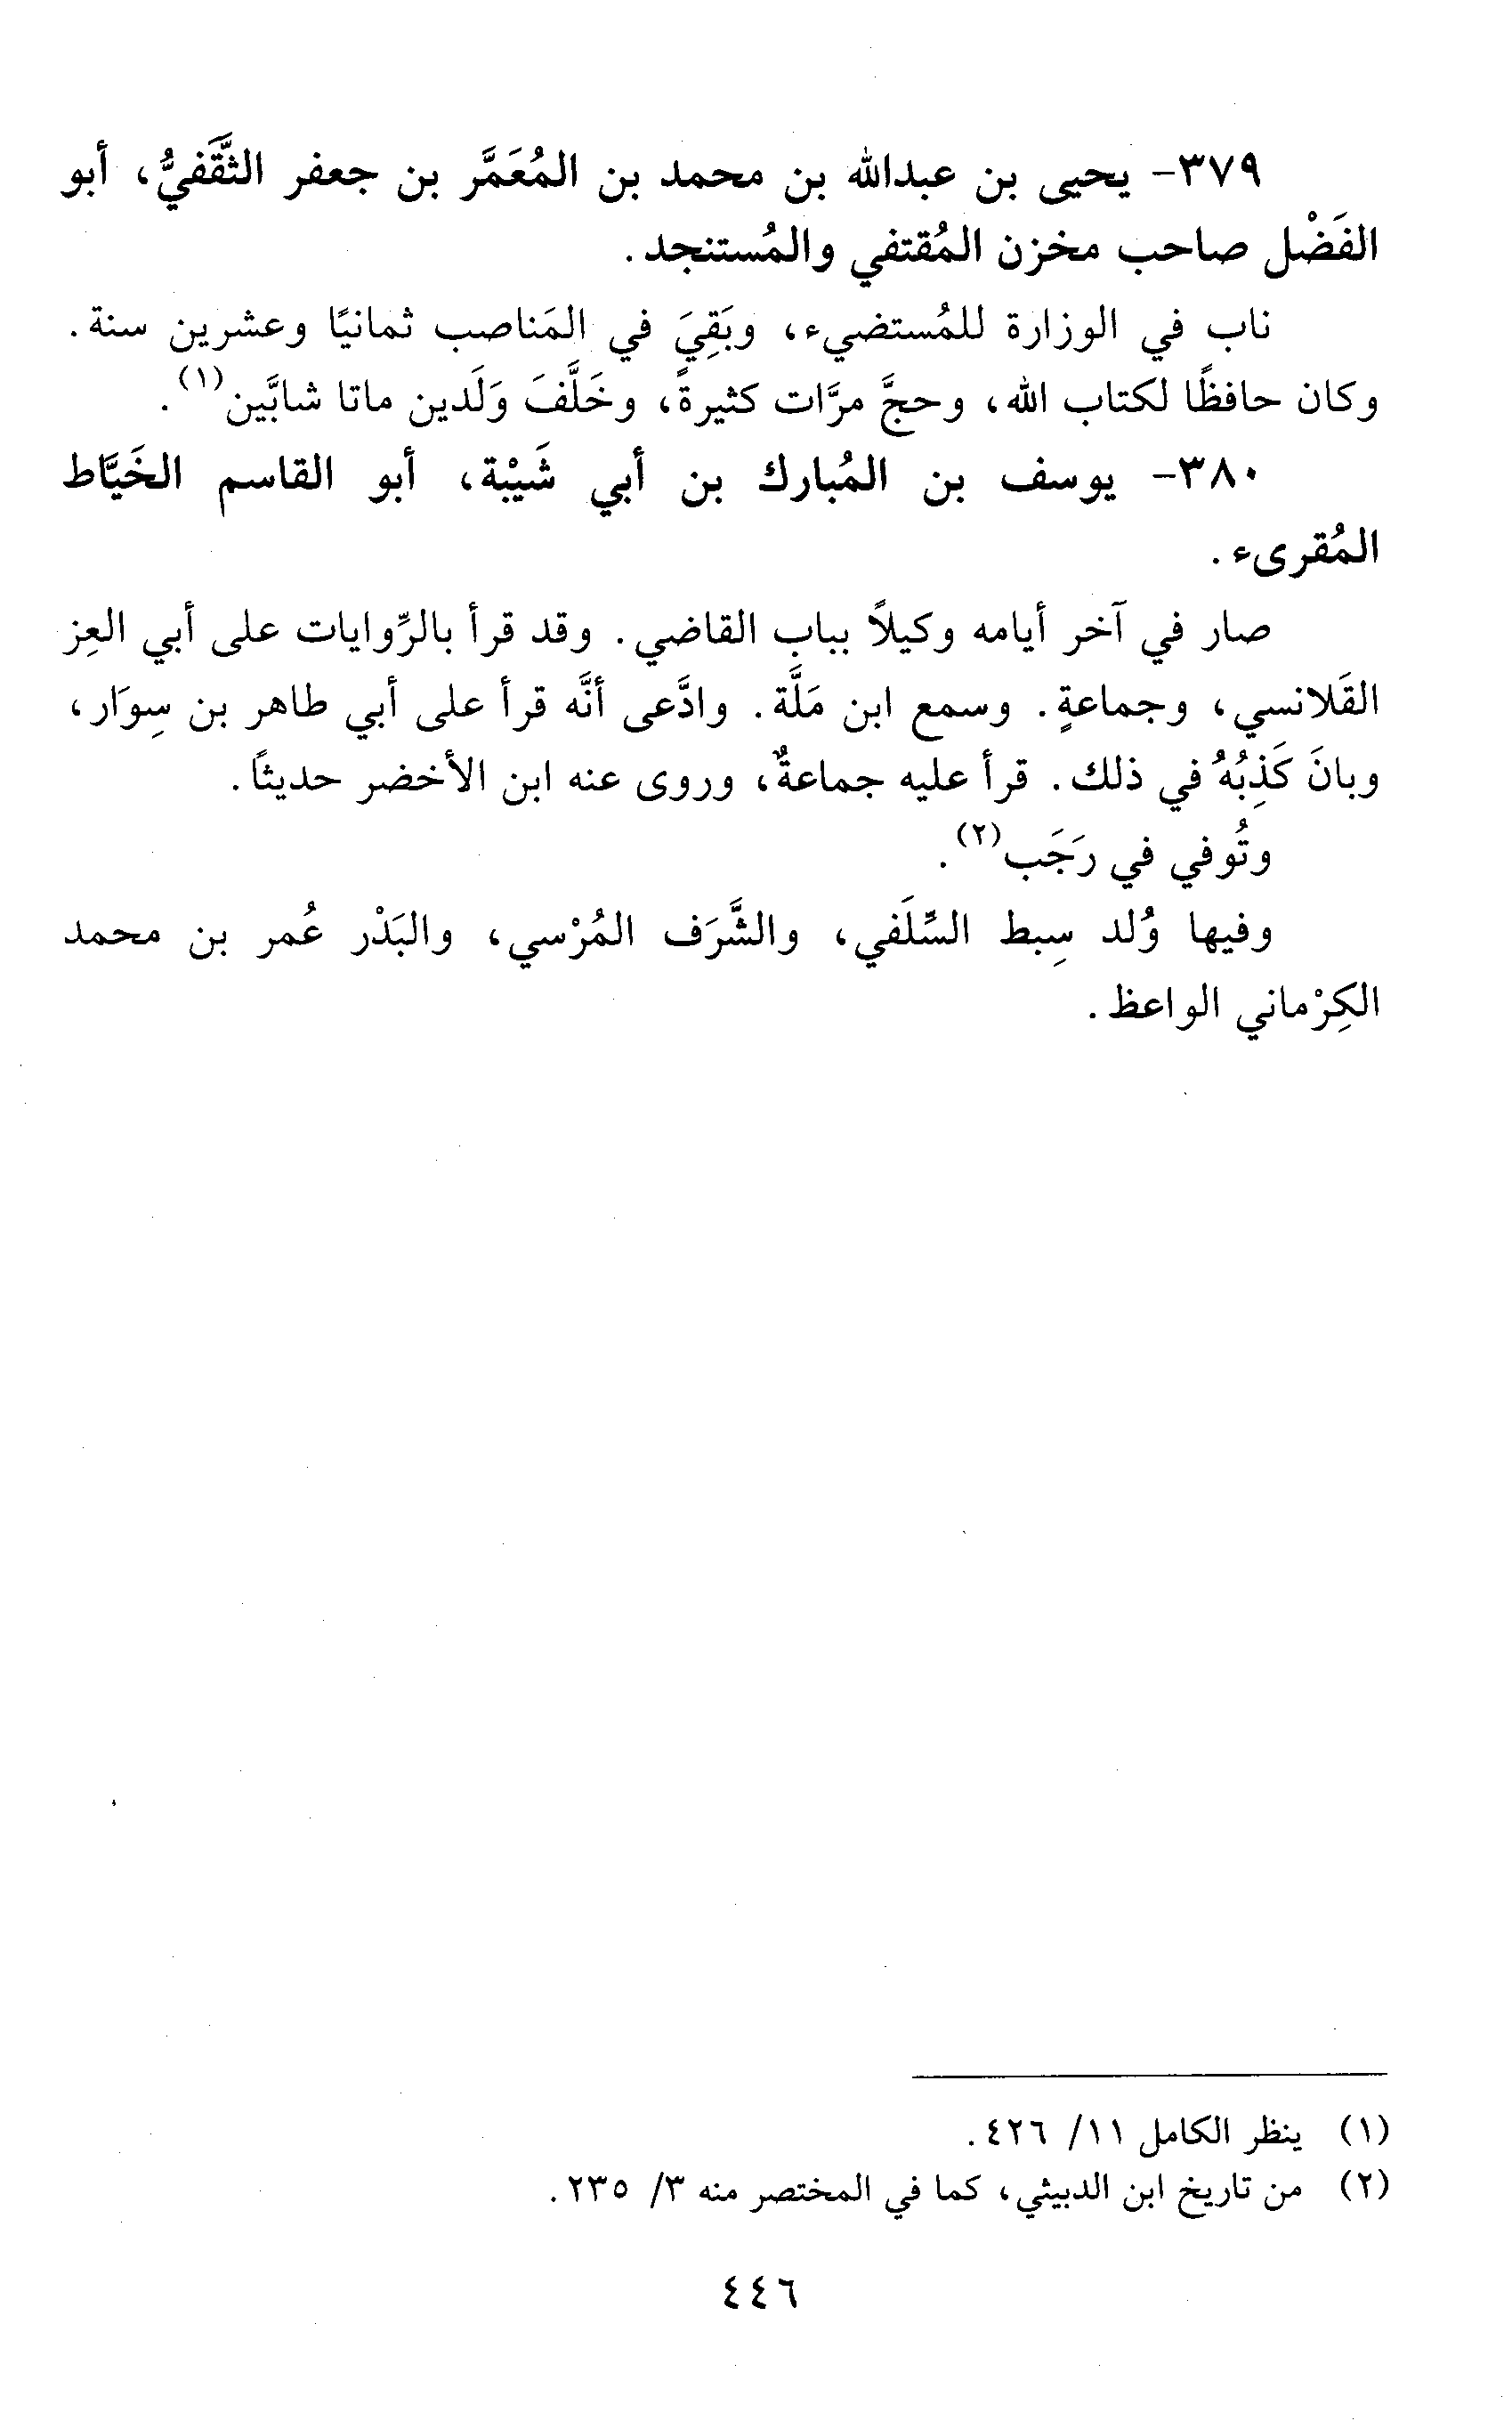 ٣٧٩- يحيى بن عبدالله بن محمد بن المُعَمَّر بن جعفر الثَّقَفيُّ، أبو
الفَضْل صاحب مخزن المُقتفي والمُستنجد.
ناب في الوزارة للمُستضيء، وبَقِيَ في المَناصب ثمانيًا وعشرين سنة.
وكان حافظًا لكتاب الله، وحجَّ مرَّات كثيرةً، وخَلَّفَ وَلَدين ماتا شابَّين(١).
٣٨٠- يوسف بن المُبارك بن أبي شَيْبة، أبو القاسم الخَيَّاط
المُقرىء.
صار في آخر أيامه وكيلاً بباب القاضي. وقد قرأ بالرِّوايات على أبي العِز
القَلانسي، وجماعةٍ. وسمع ابن مَلَّة. وادَّعى أنَّه قرأ على أبي طاهر بن سِوَار،
وبانَ كَذِبُهُ في ذلك. قرأ عليه جماعةٌ، وروى عنه ابن الأخضر حديثًا.
وتُوفي في رَجَب(٢).
وفيها وُلد سِبط السِّلَفي، والشَّرَف المُرْسي، والبَدْر عُمر بن محمد
الكِرْماني الواعظ.
(١) ينظر الكامل ١١/ ٤٢٦.
(٢) من تاريخ ابن الدبيثي، كما في المختصر منه ٣/ ٢٣٥.
٤٤٦